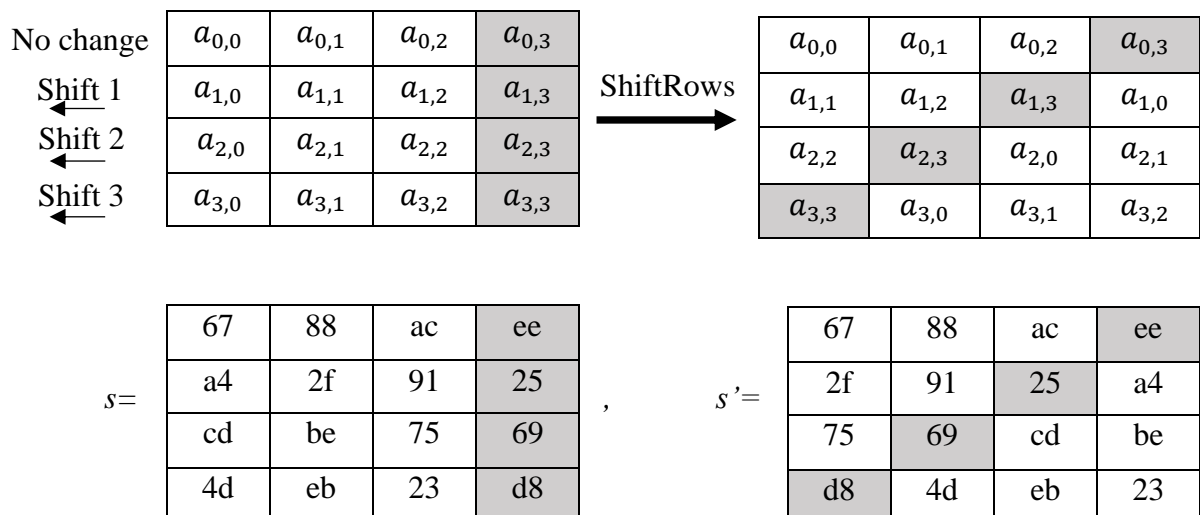 No change a0,0 a0,1 a0,2 a0,3 a0,0 a0,1 a0,2 a0,3
Shift 1 a1,0 a1,1 a1,2 a1,3 ShiftRows a1,1 a1,2 a1,3 a1,0
Shift 2 a2,0 a2,1 a2,2 a2,3 a2,2 a2,3 a2,0 a2,1
Shift 3 a3,0 a3,1 a3,2 a3,3 a3,3 a3,0 a3,1 a3,2
67 88 ac ee 67 88 ac ee
s= a4 2f 91 25 , s’= 2f 91 25 a4
cd be 75 69 75 69 cd be
4d eb 23 d8 d8 4d eb 23